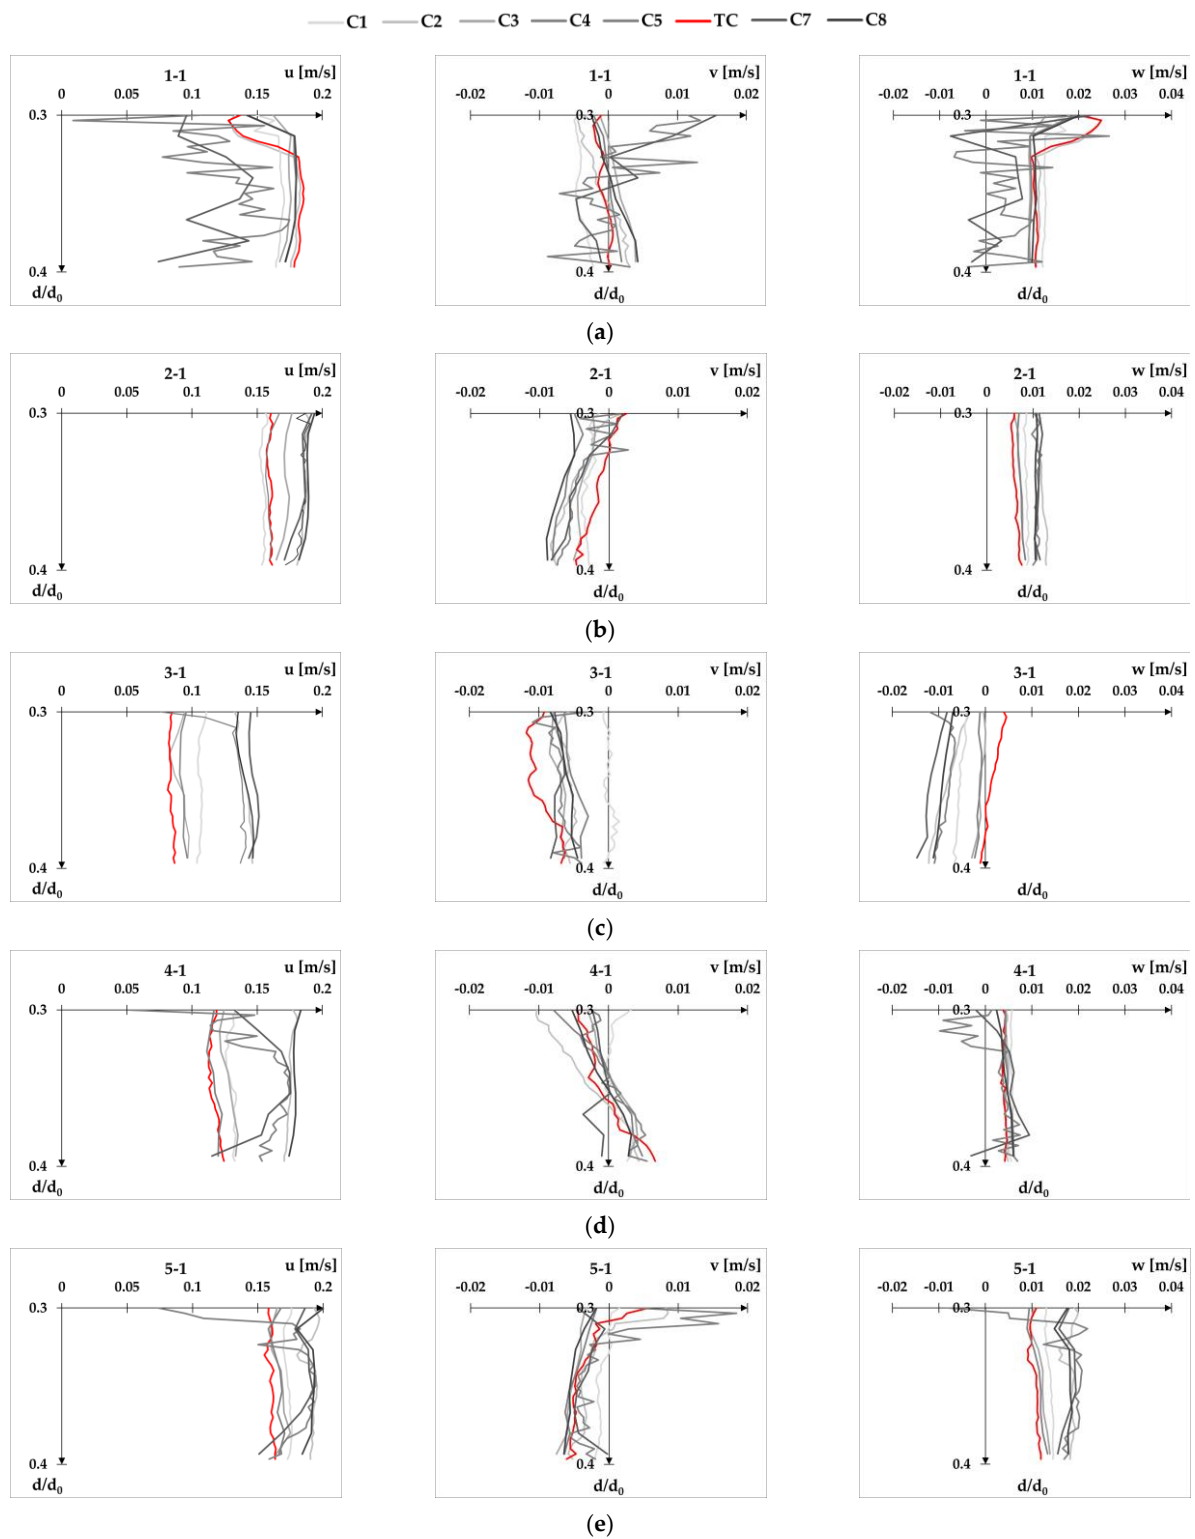 C1 C2 C3 C4 C5 TC C7 C8
1-1 u [m/s] 1-1 v [m/s] 1-1 w [m/s]
0 0.05 0.1 0.15 0.2 -0.02 -0.01 0 0.01 0.02 -0.02 -0.01 0 0.01 0.02 0.03 0.04
0.3 0.3 0.3
0.4 0.4 0.4
d/d0 d/d0 d/d0
(a)
2-1 u [m/s] 2-1 v [m/s] 2-1 w [m/s]
0 0.05 0.1 0.15 0.2 -0.02 -0.01 0 0.01 0.02 -0.02 -0.01 0 0.01 0.02 0.03 0.04
0.3 0.3 0.3
0.4 0.4 0.4
d/d0 d/d0 d/d0
(b)
3-1 u [m/s] 3-1 v [m/s] 3-1 w [m/s]
0 0.05 0.1 0.15 0.2 -0.02 -0.01 0 0.01 0.02 -0.02 -0.01 0 0.01 0.02 0.03 0.04
0.3 0.3 0.3
0.4 0.4 0.4
d/d0 d/d0 d/d0
(c)
4-1 u [m/s] 4-1 v [m/s] 4-1 w [m/s]
0 0.05 0.1 0.15 0.2 -0.02 -0.01 0 0.01 0.02 -0.02 -0.01 0 0.01 0.02 0.03 0.04
0.3 0.3 0.3
0.4 0.4 0.4
d/d0 d/d0 d/d0
(d)
5-1 u [m/s] 5-1 v [m/s] 5-1 w [m/s]
0 0.05 0.1 0.15 0.2 -0.02 -0.01 0 0.01 0.02 -0.02 -0.01 0 0.01 0.02 0.03 0.04
0.3 0.3 0.3
0.4 0.4 0.4
d/d0 d/d0 d/d0
(e)